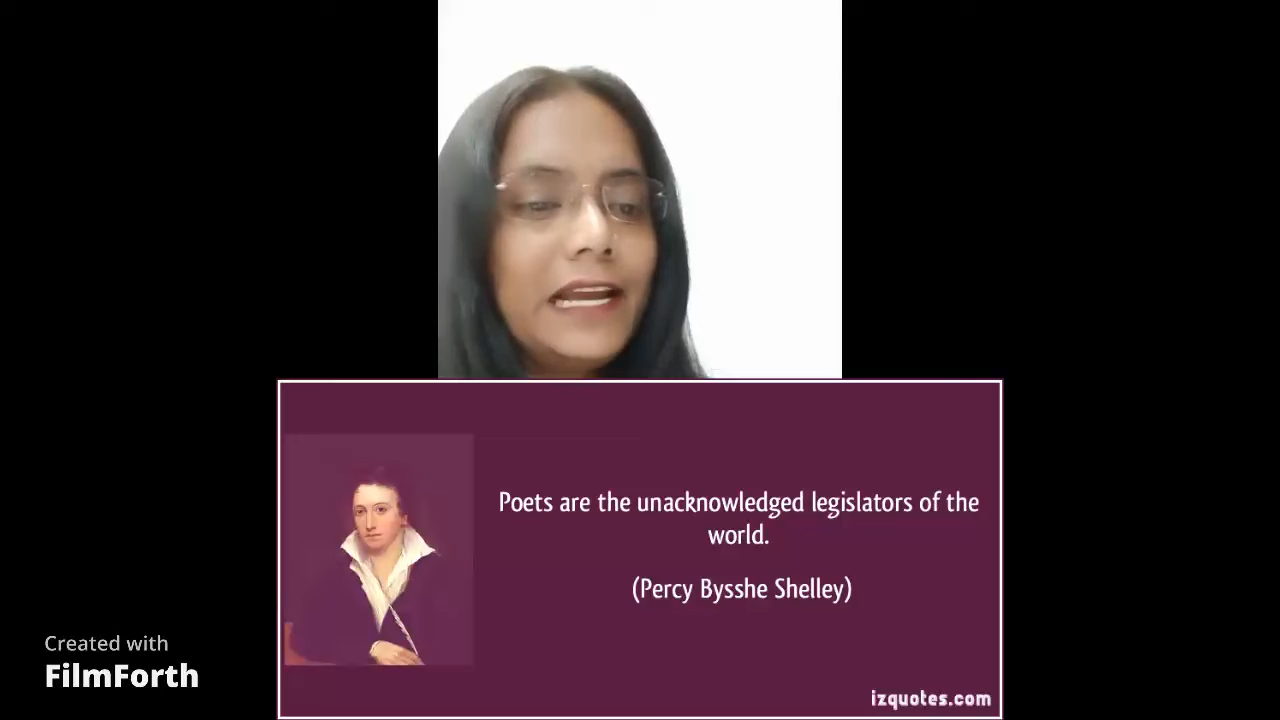 Poets are the unacknowledged legislators of the
world.
(Percy Bysshe Shelley)
izquotes.com
Created with
FilmForth